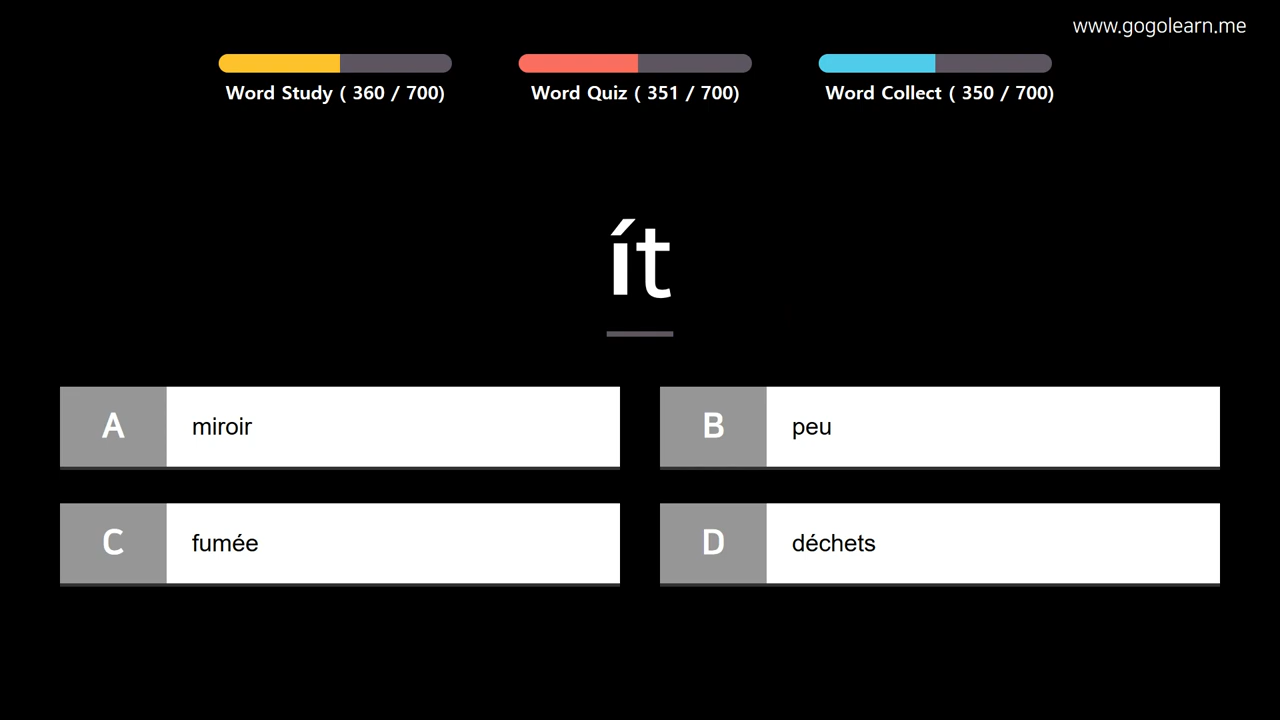 www.gogolearn.me
Word Study ( 360 / 700)
Word Quiz ( 351 / 700)
Word Collect ( 350 / 700)
ít
A miroir
B peu
C fumée
D déchets